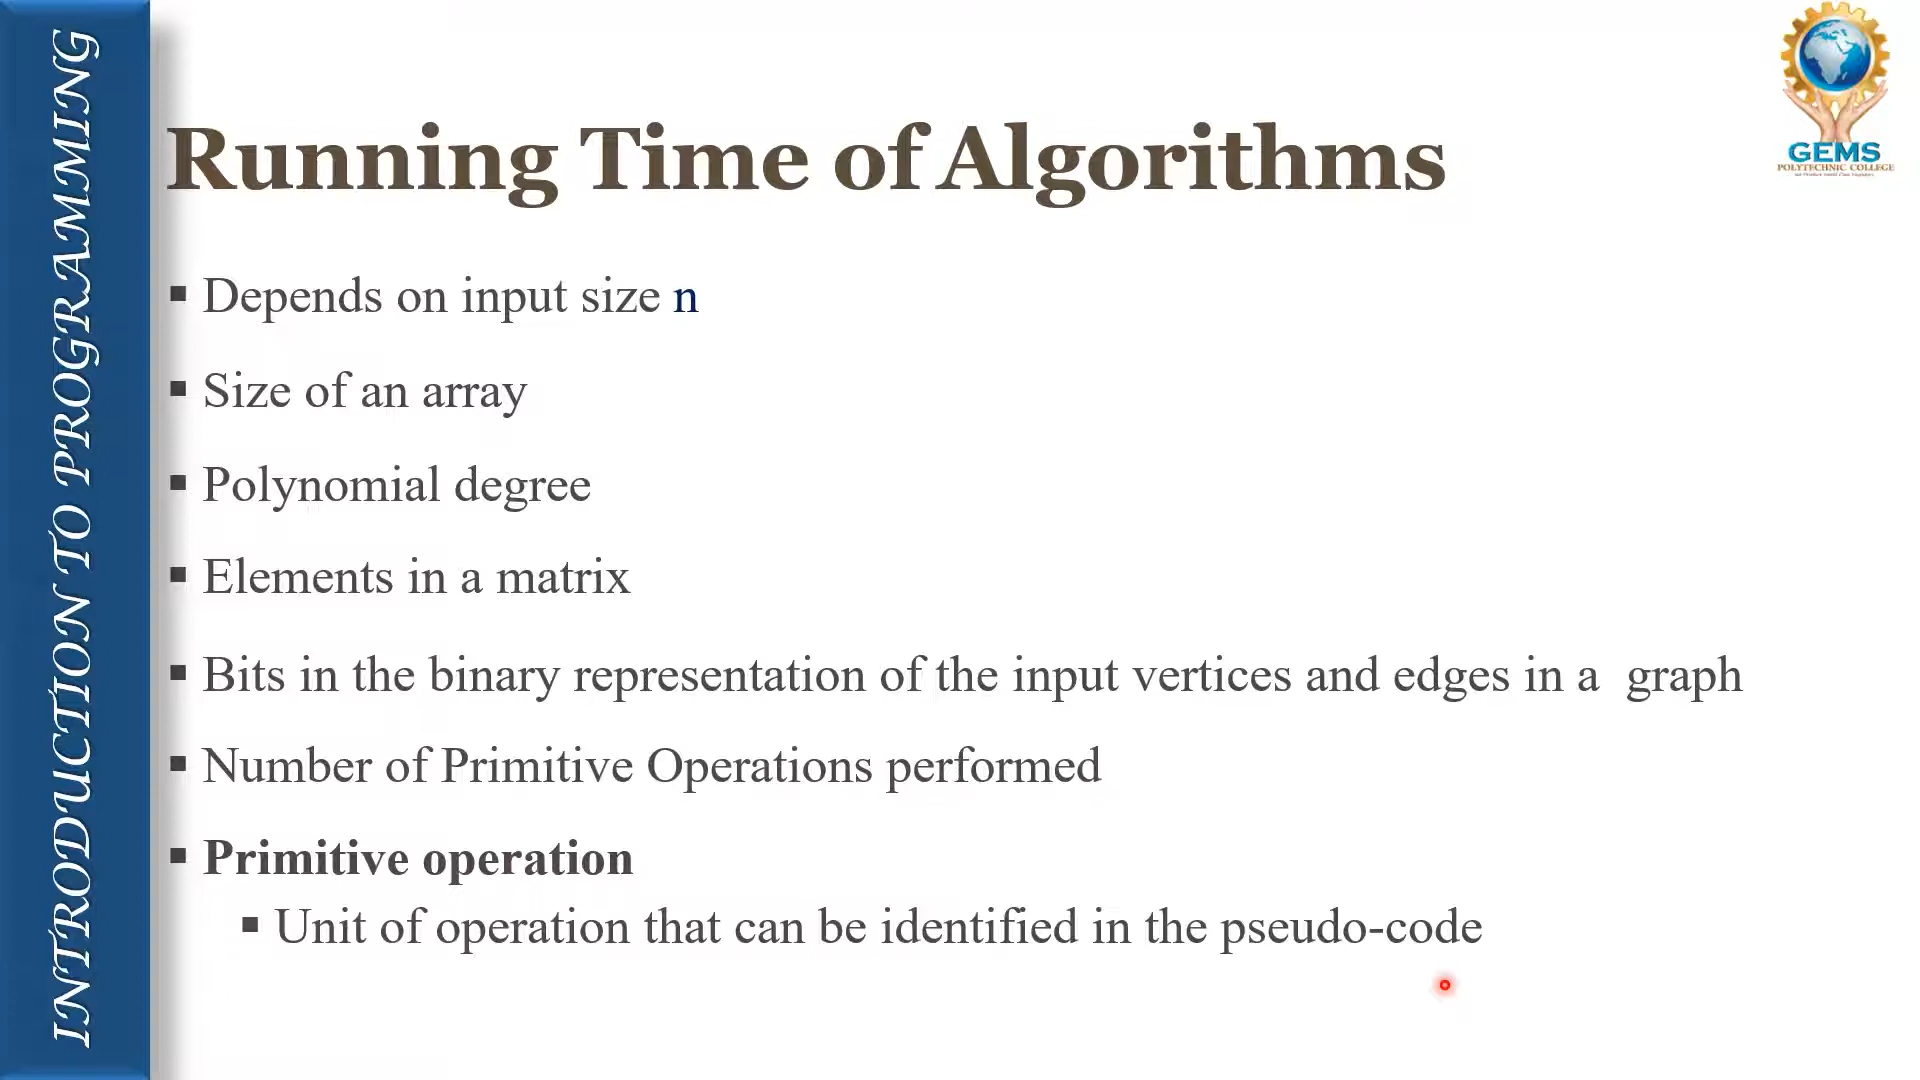 INTRODUCTION TO PROGRAMMING
GEMS
POLYTECHNIC COLLEGE
Running Time of Algorithms
▪ Depends on input size n
▪ Size of an array
▪ Polynomial degree
▪ Elements in a matrix
▪ Bits in the binary representation of the input vertices and edges in a  graph
▪ Number of Primitive Operations performed
▪ Primitive operation
▪ Unit of operation that can be identified in the pseudo-code